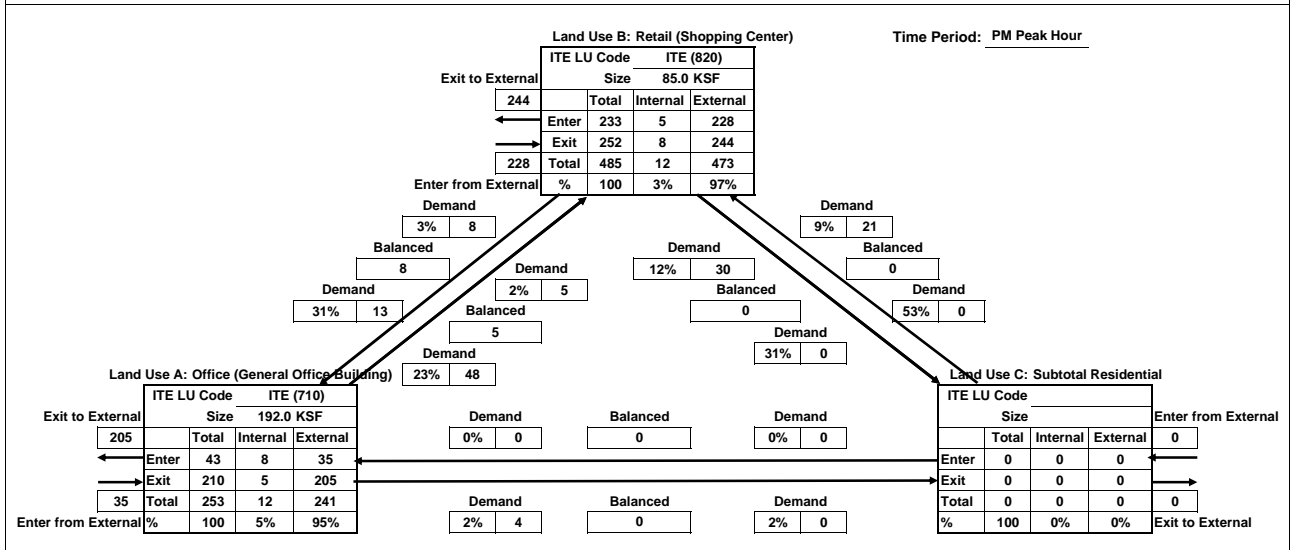 Land Use B: Retail (Shopping Center)
Time Period: PM Peak Hour
ITE LU Code ITE (820)
Exit to External Size 85.0 KSF
244 Total Internal External
Enter 233 5 228
Exit 252 8 244
228 Total 485 12 473
Enter from External % 100 3% 97%
Demand Demand
3% 8 9% 21
Balanced Demand Balanced
8 Demand 12% 30 0
Demand 2% 5 Balanced Demand
31% 13 Balanced 0 53% 0
5 Demand
Demand 31% 0
Land Use A: Office (General Office Building) 23% 48 Land Use C: Subtotal Residential
ITE LU Code ITE (710) ITE LU Code
Exit to External Size 192.0 KSF Demand Balanced Demand Size Enter from External
205 Total Internal External 0% 0 0 0% 0 Total Internal External 0
Enter 43 8 35 Enter 0 0 0
Exit 210 5 205 Exit 0 0 0
35 Total 253 12 241 Demand Balanced Demand Total 0 0 0 0
Enter from External % 100 5% 95% 2% 4 0 2% 0 % 100 0% 0% Exit to External